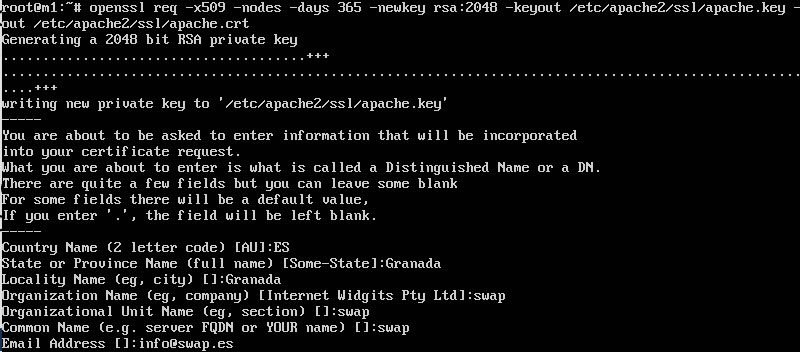 root@m1:~# openssl req -x509 -nodes -days 365 -newkey rsa:2048 -keyout /etc/apache2/ssl/apache.key -
out /etc/apache2/ssl/apache.crt
Generating a 2048 bit RSA private key
......................................+++
....................................................................................................
....+++
writing new private key to '/etc/apache2/ssl/apache.key'
-----
You are about to be asked to enter information that will be incorporated
into your certificate request.
What you are about to enter is what is called a Distinguished Name or a DN.
There are quite a few fields but you can leave some blank
For some fields there will be a default value,
If you enter '.', the field will be left blank.
-----
Country Name (2 letter code) [AU]:ES
State or Province Name (full name) [Some-State]:Granada
Locality Name (eg, city) []:Granada
Organization Name (eg, company) [Internet Widgits Pty Ltd]:swap
Organizational Unit Name (eg, section) []:swap
Common Name (e.g. server FQDN or YOUR name) []:swap
Email Address []:info@swap.es